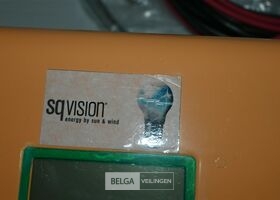 sqvision®
energy by sun & wind
BELGA VEILINGEN